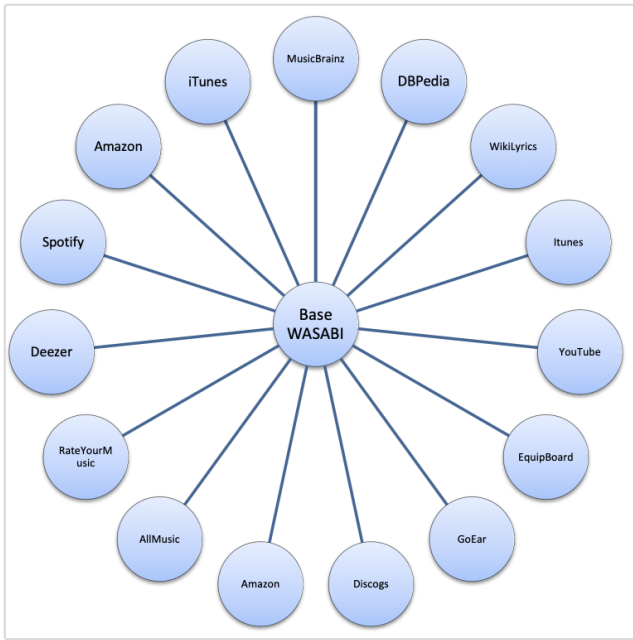 MusicBrainz
iTunes
DBPedia
Amazon
WikiLyrics
Spotify
Itunes
Base
WASABI
Deezer
YouTube
RateYourM
usic
EquipBoard
AllMusic
GoEar
Amazon
Discogs